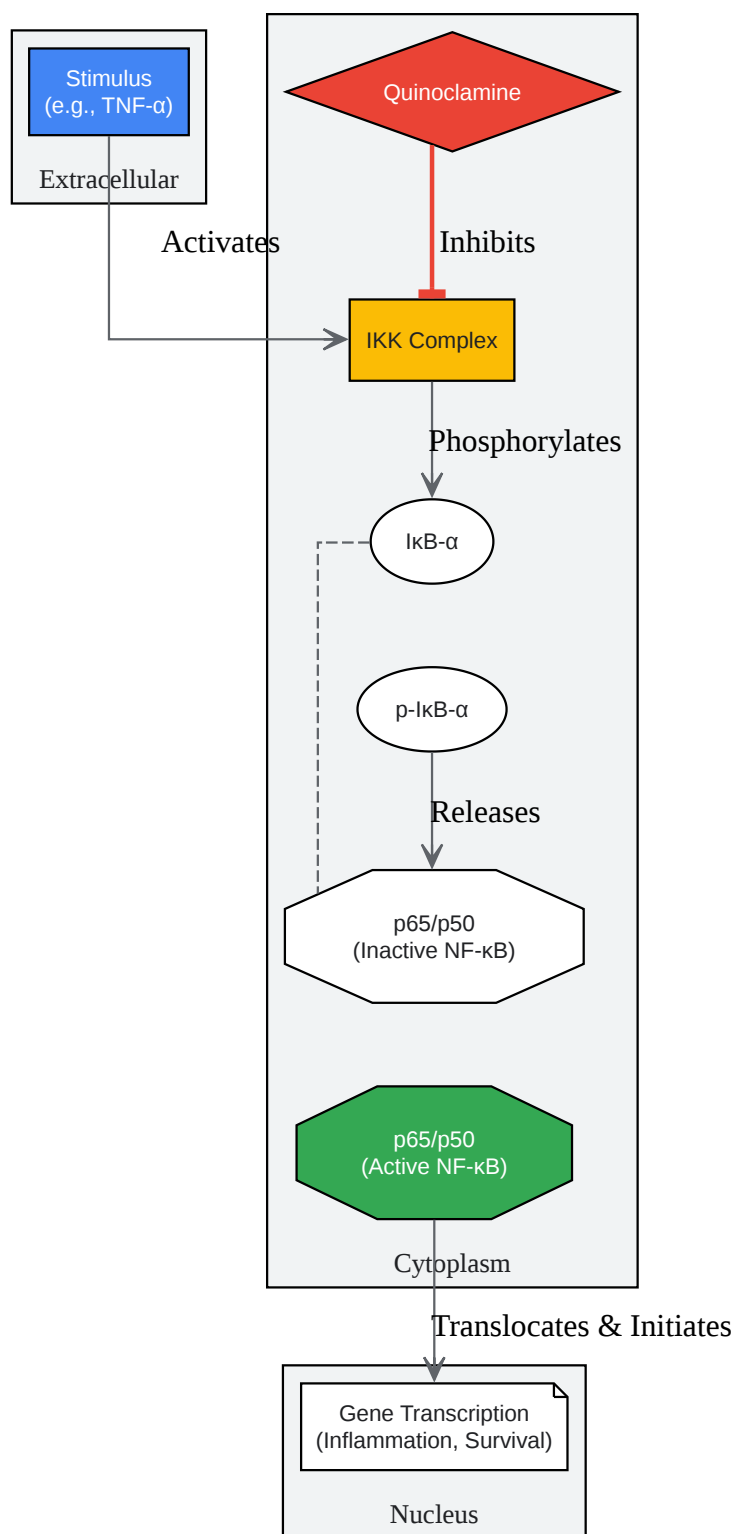 Stimulus
(e.g., TNF-α)
Extracellular
Quinoclamine
Activates
Inhibits
IKK Complex
Phosphorylates
IκB-α
p-IκB-α
Releases
p65/p50
(Inactive NF-κB)
p65/p50
(Active NF-κB)
Cytoplasm
Translocates & Initiates
Gene Transcription
(Inflammation, Survival)
Nucleus